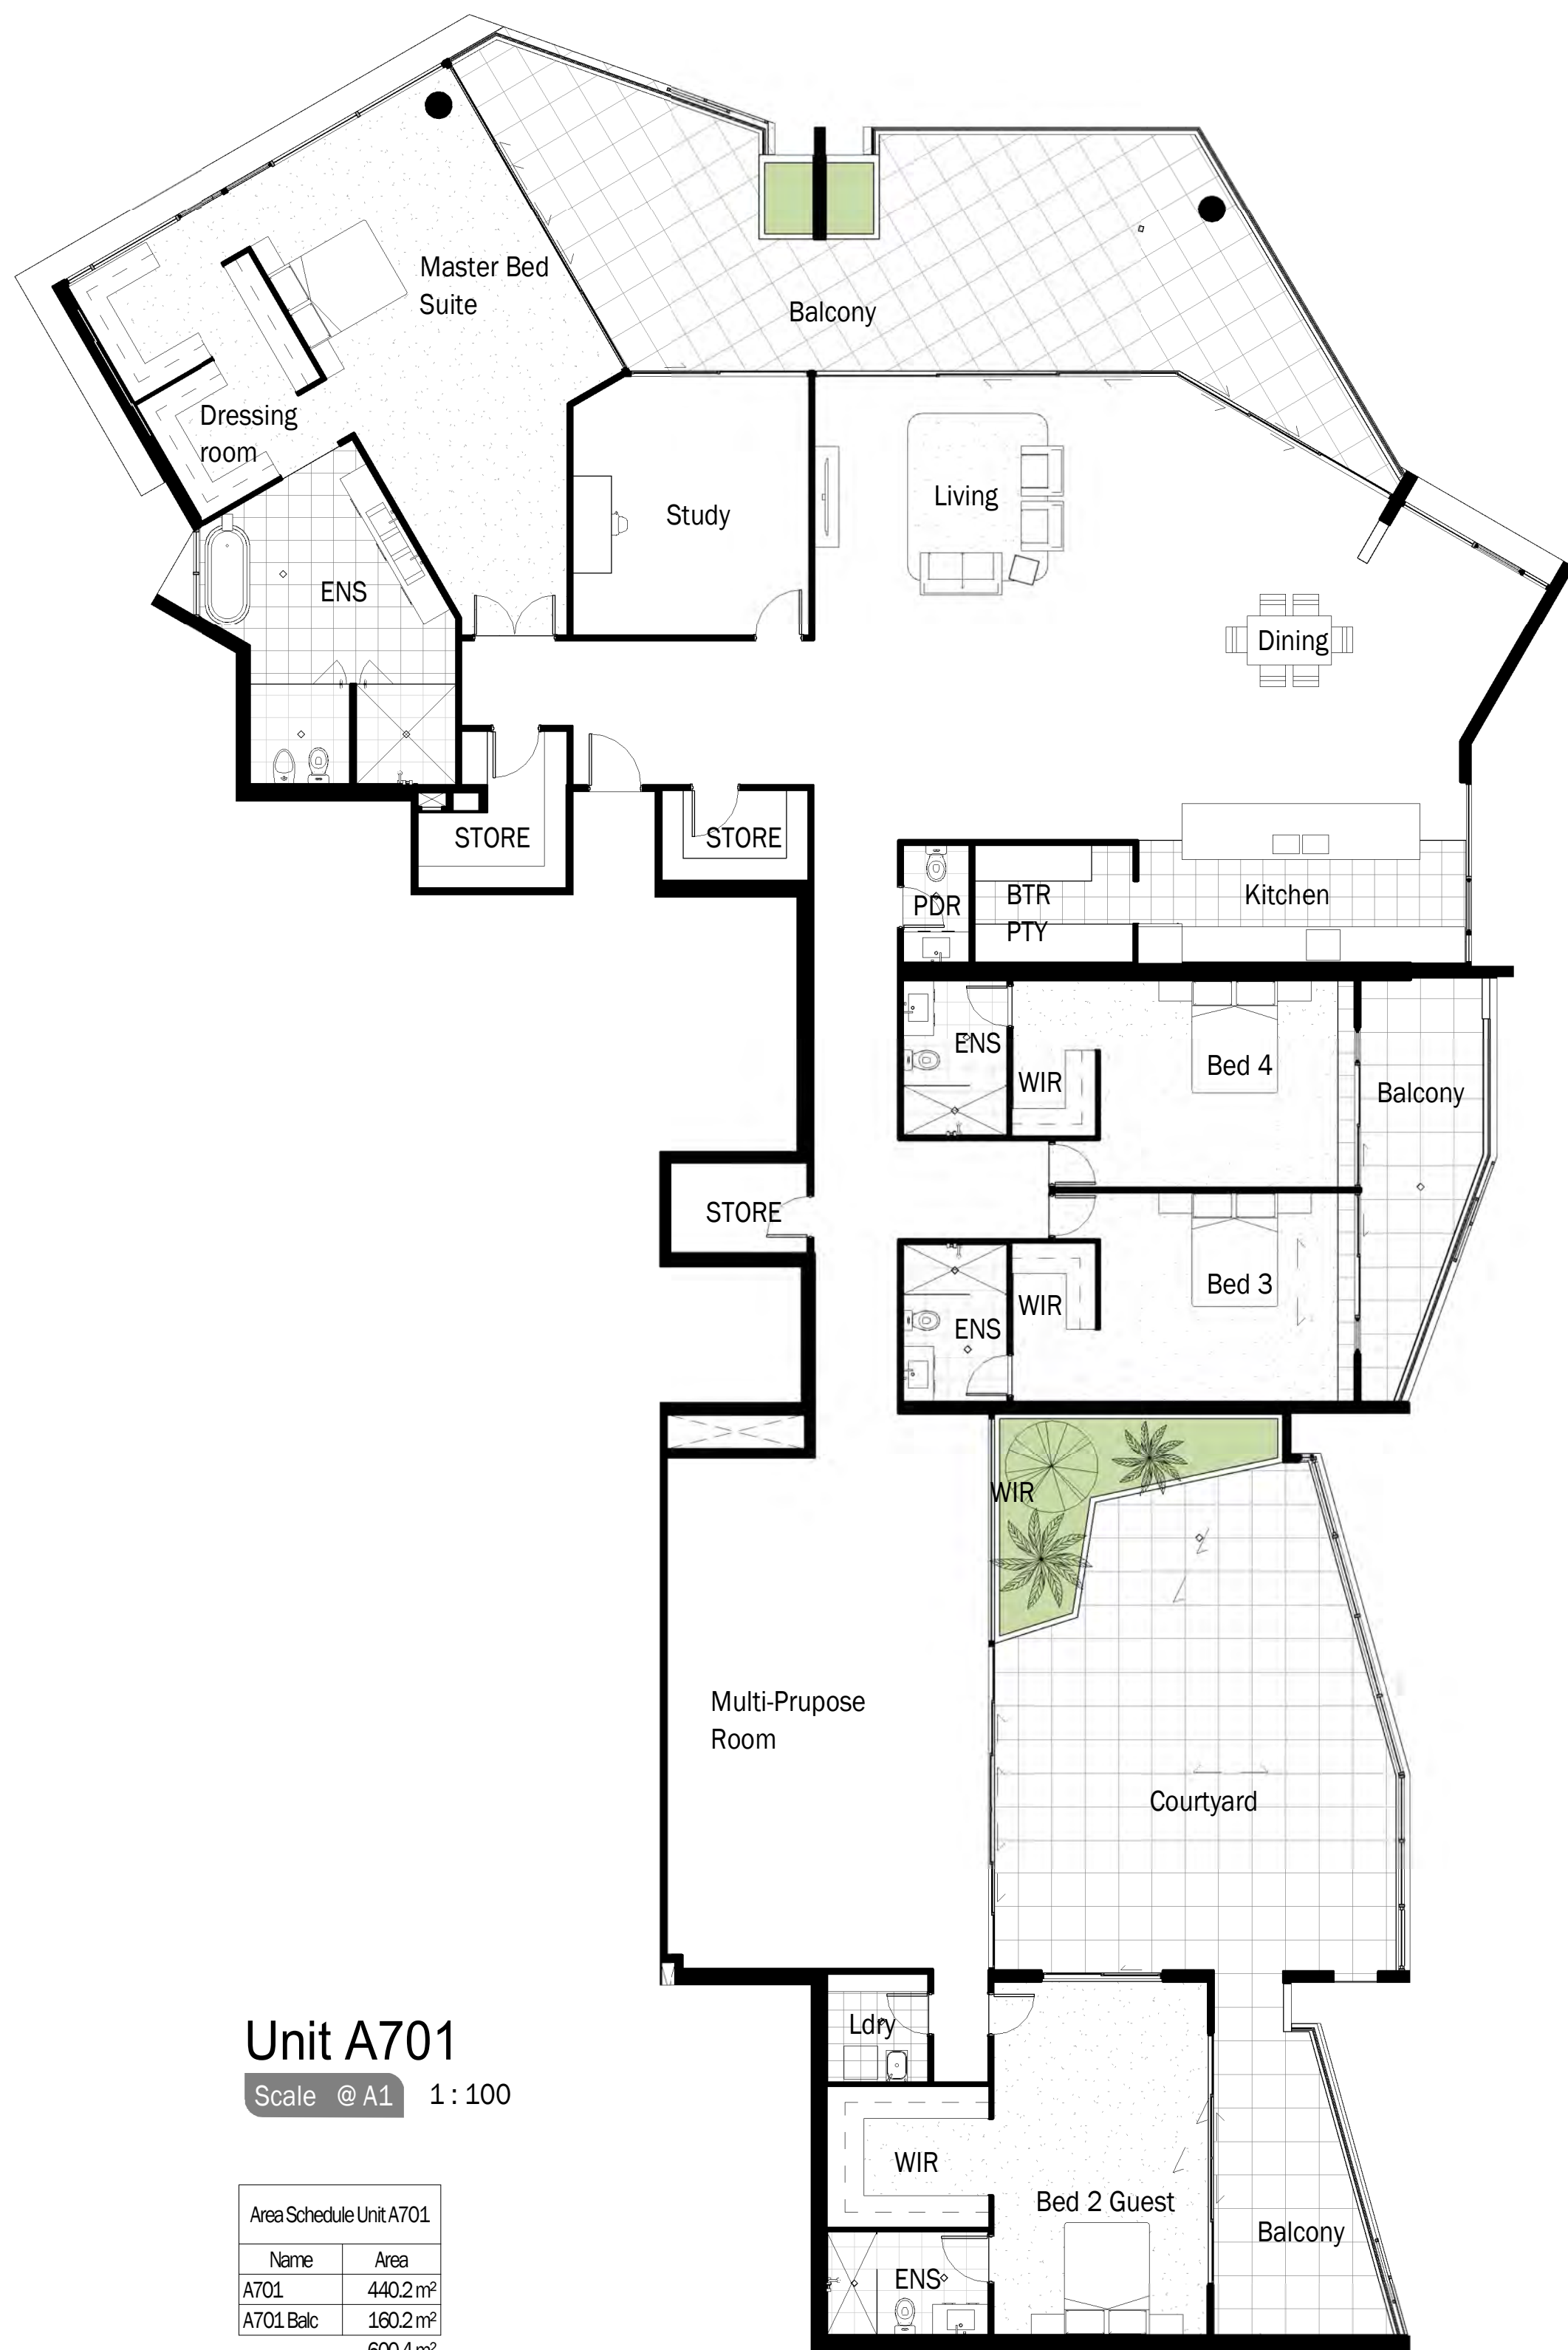 Master Bed
Suite
Balcony
Dressing
room
Study
Living
ENS
Dining
STORE
STORE
PDR
BTR
PTY
Kitchen
ENS
WIR
Bed 4
Balcony
STORE
ENS
WIR
Bed 3
WIR
Multi-Prupose
Room
Courtyard
Ldry
WIR
Bed 2 Guest
Balcony
ENS
Unit A701
Scale @ A1 1 : 100
Area Schedule Unit A701
Name Area
A701 440.2 m²
A701 Balc 160.2 m²
600.4 m²